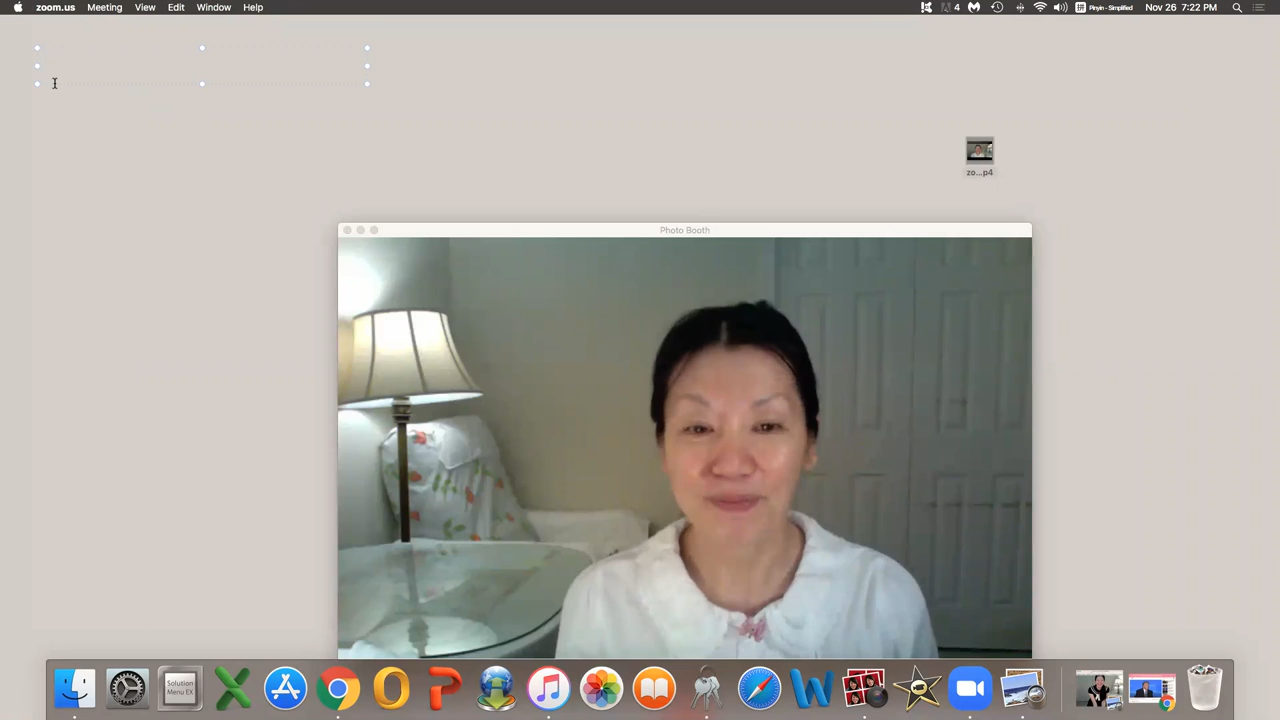 zoom.us Meeting View Edit Window Help 4 拼 Pinyin - Simplified Nov 26 7:22 PM
zo...p4
Photo Booth
Solution
Menu EX